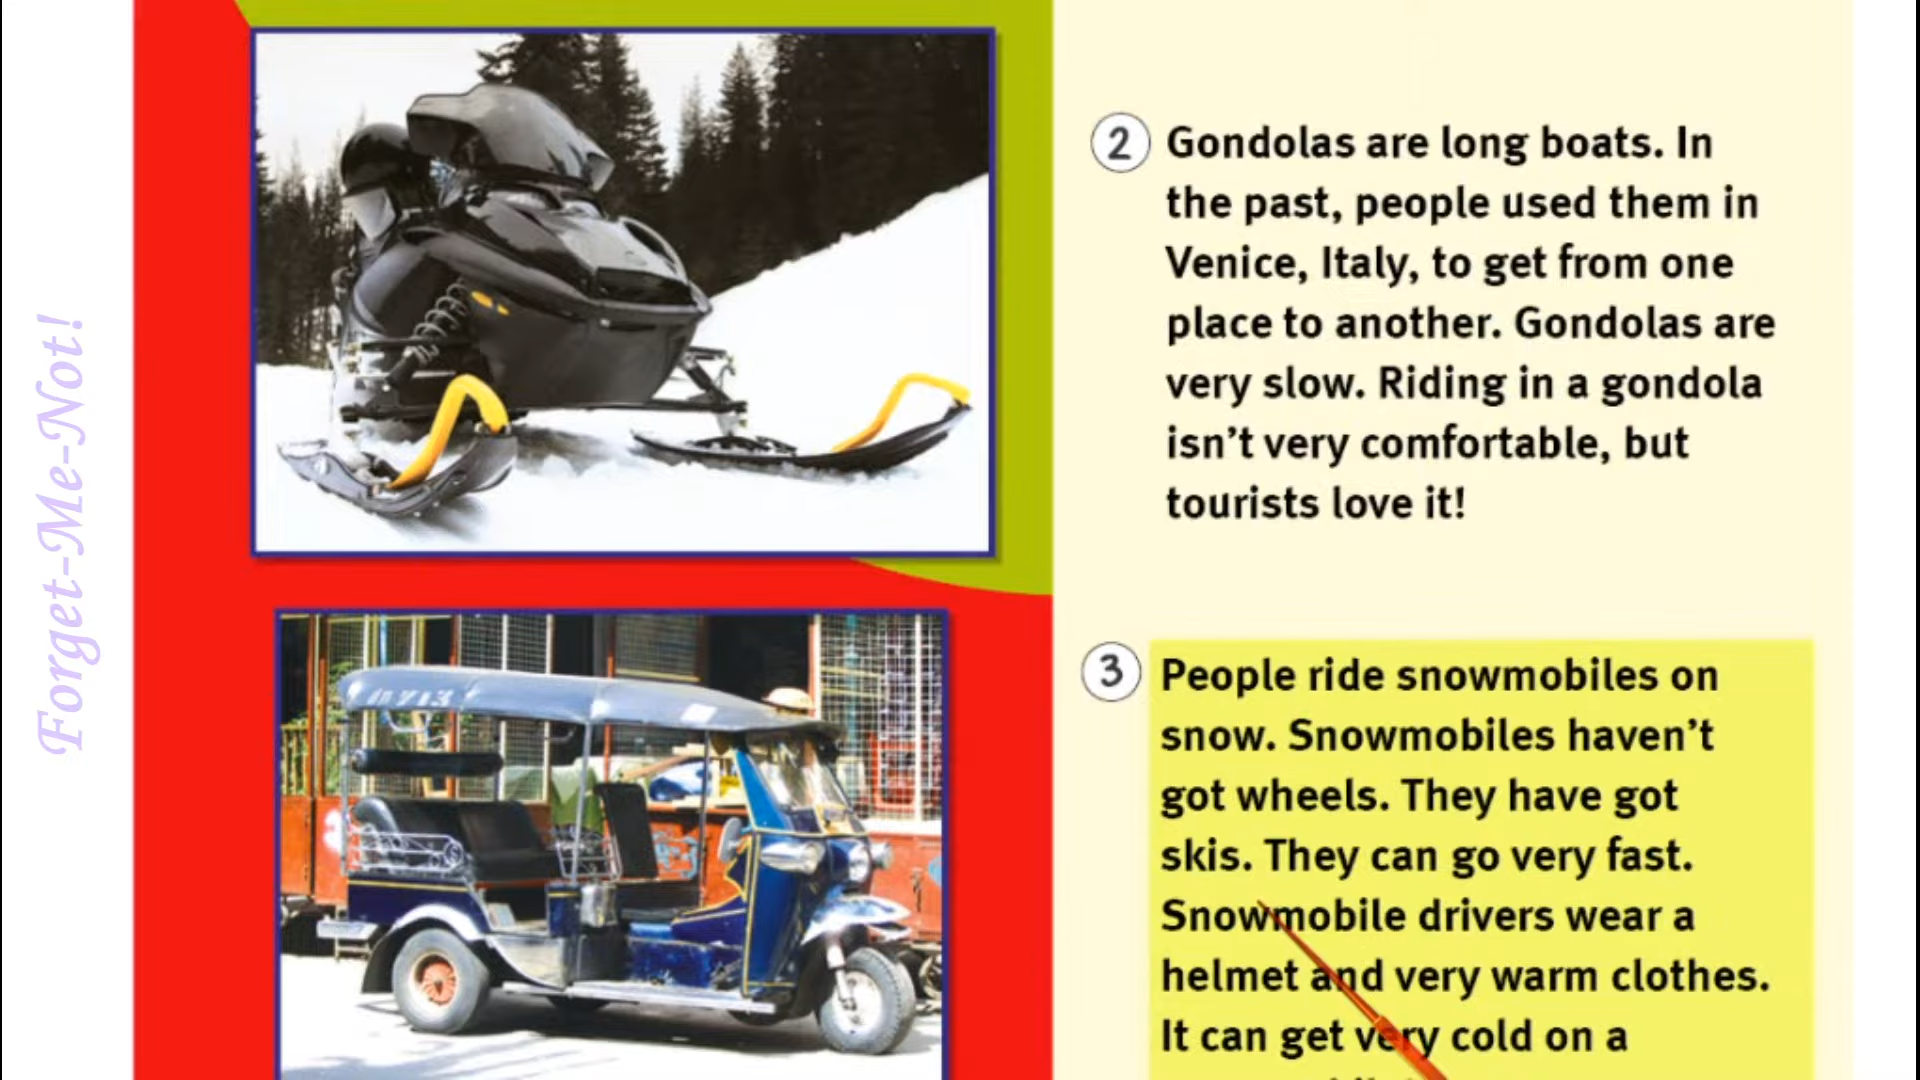 Forget-Me-Not!
2
Gondolas are long boats. In
the past, people used them in
Venice, Italy, to get from one
place to another. Gondolas are
very slow. Riding in a gondola
isn't very comfortable, but
tourists love it!
3
People ride snowmobiles on
snow. Snowmobiles haven't
got wheels. They have got
skis. They can go very fast.
Snowmobile drivers wear a
helmet and very warm clothes.
It can get very cold on a